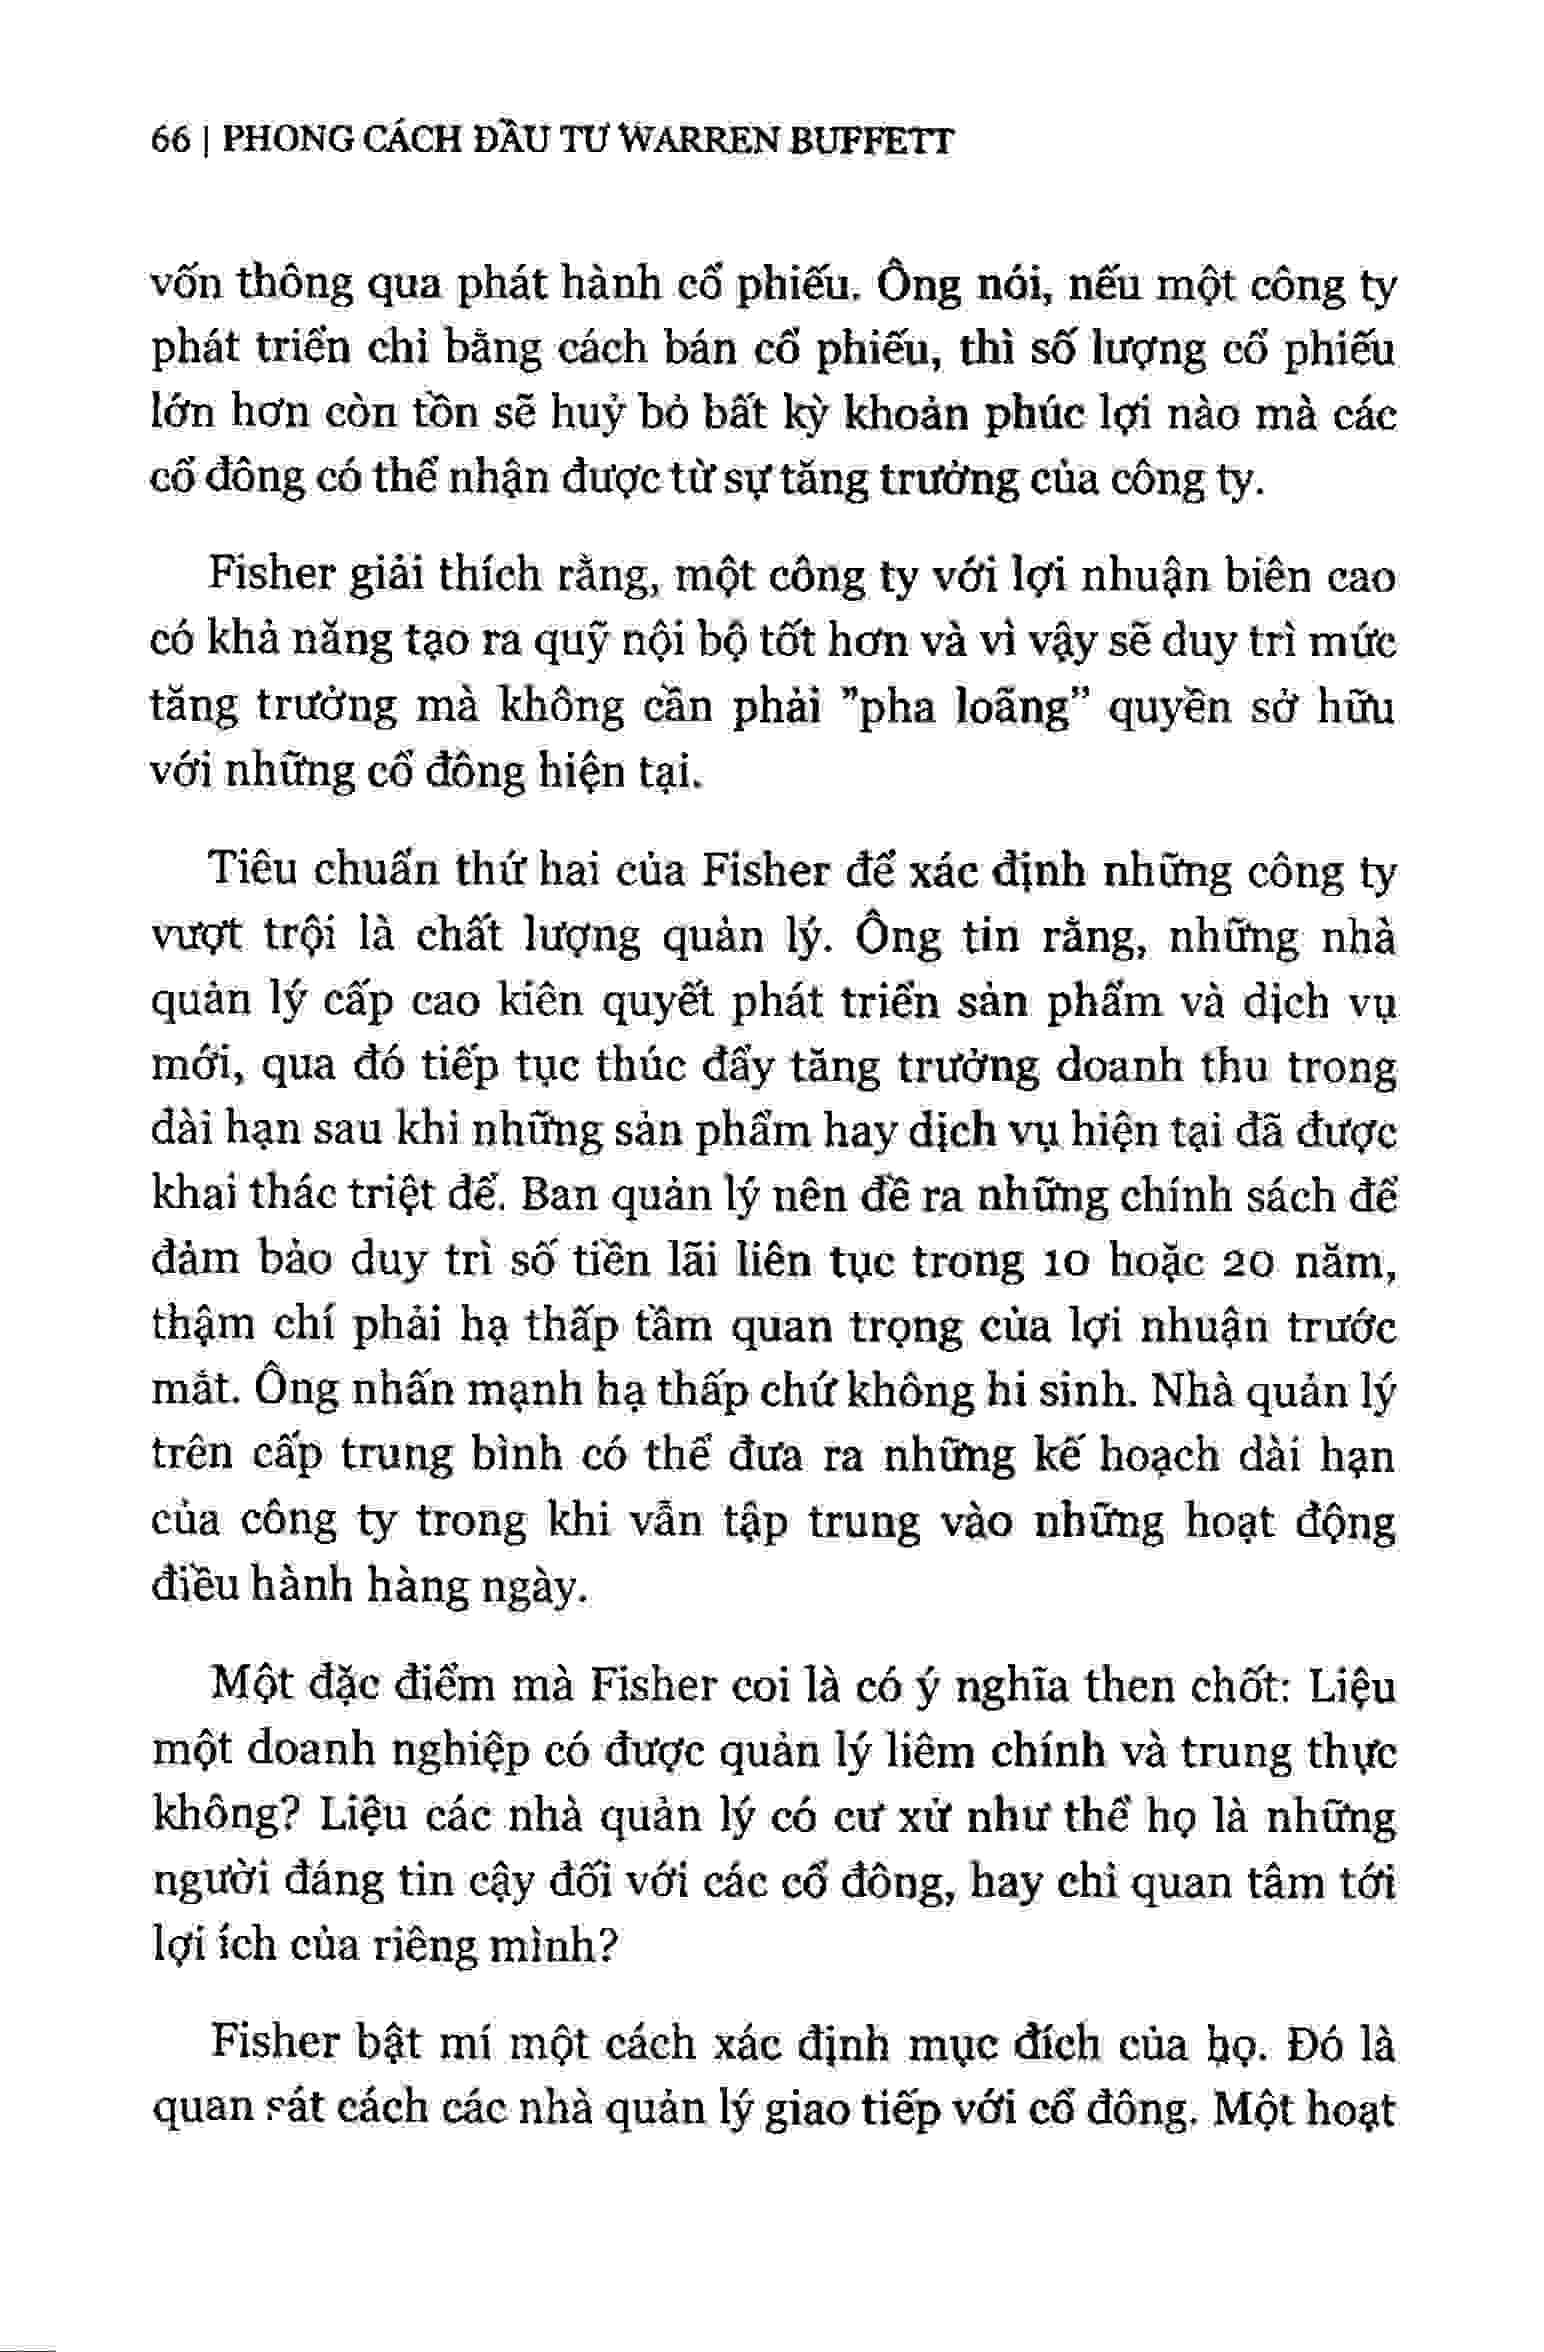 66 | PHONG CÁCH ĐẦU TƯ WARREN BUFFETT
vốn thông qua phát hành cổ phiếu. Ông nói, nếu một công ty
phát triển chỉ bằng cách bán cổ phiếu, thì số lượng cổ phiếu
lớn hơn còn tồn sẽ huỷ bỏ bất kỳ khoản phúc lợi nào mà các
cổ đông có thể nhận được từ sự tăng trưởng của công ty.
Fisher giải thích rằng, một công ty với lợi nhuận biên cao
có khả năng tạo ra quỹ nội bộ tốt hơn và vì vậy sẽ duy trì mức
tăng trưởng mà không cần phải ”pha loãng” quyền sở hữu
với những cổ đông hiện tại.
Tiêu chuẩn thứ hai của Fisher để xác định những công ty
vượt trội là chất lượng quản lý. Ông tin rằng, những nhà
quản lý cấp cao kiên quyết phát triển sản phẩm và dịch vụ
mới, qua đó tiếp tục thúc đẩy tăng trưởng doanh thu trong
dài hạn sau khi những sản phẩm hay dịch vụ hiện tại đã được
khai thác triệt để. Ban quản lý nên đề ra những chính sách để
đảm bảo duy trì số tiền lãi liên tục trong 10 hoặc 20 năm,
thậm chí phải hạ thấp tầm quan trọng của lợi nhuận trước
mắt. Ông nhấn mạnh hạ thấp chứ không hi sinh. Nhà quản lý
trên cấp trung bình có thể đưa ra những kế hoạch dài hạn
của công ty trong khi vẫn tập trung vào những hoạt động
điều hành hàng ngày.
Một đặc điểm mà Fisher coi là có ý nghĩa then chốt: Liệu
một doanh nghiệp có được quản lý liêm chính và trung thực
không? Liệu các nhà quản lý có cư xử như thể họ là những
người đáng tin cậy đối với các cổ đông, hay chỉ quan tâm tới
lợi ích của riêng mình?
Fisher bật mí một cách xác định mục đích của họ. Đó là
quan sát cách các nhà quản lý giao tiếp với cổ đông. Một hoạt